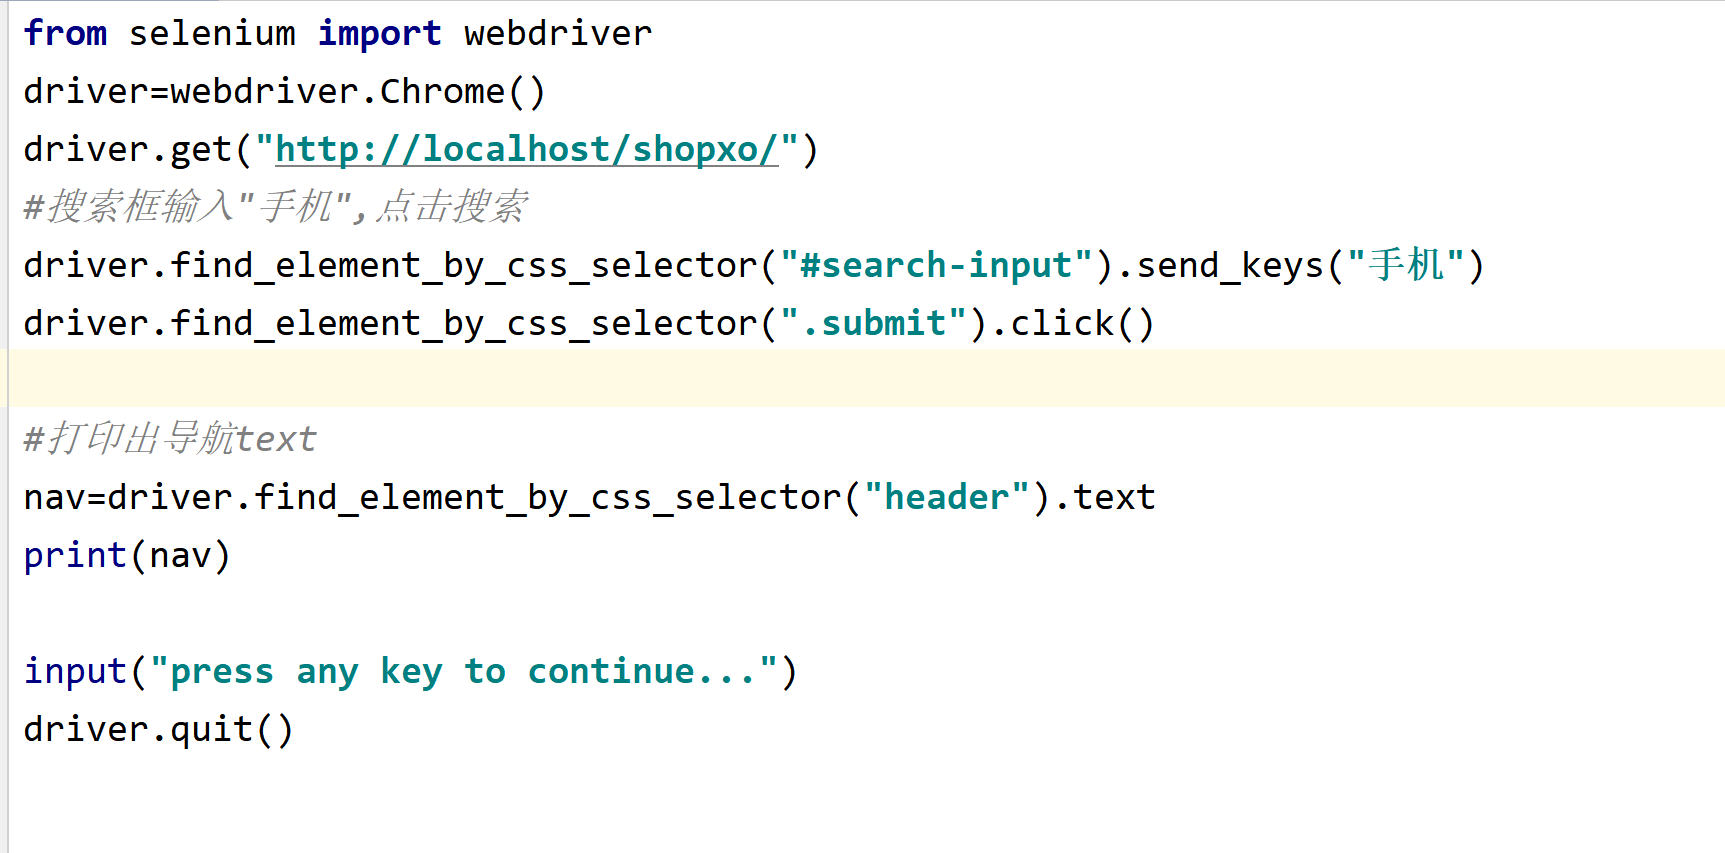 from selenium import webdriver
driver=webdriver.Chrome()
driver.get("http://localhost/shopxo/")
#搜索框输入"手机",点击搜索
driver.find_element_by_css_selector("#search-input").send_keys("手机")
driver.find_element_by_css_selector(".submit").click()
#打印出导航text
nav=driver.find_element_by_css_selector("header").text
print(nav)
input("press any key to continue...")
driver.quit()